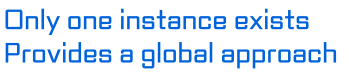 Only one instance exists
Provides a global approach